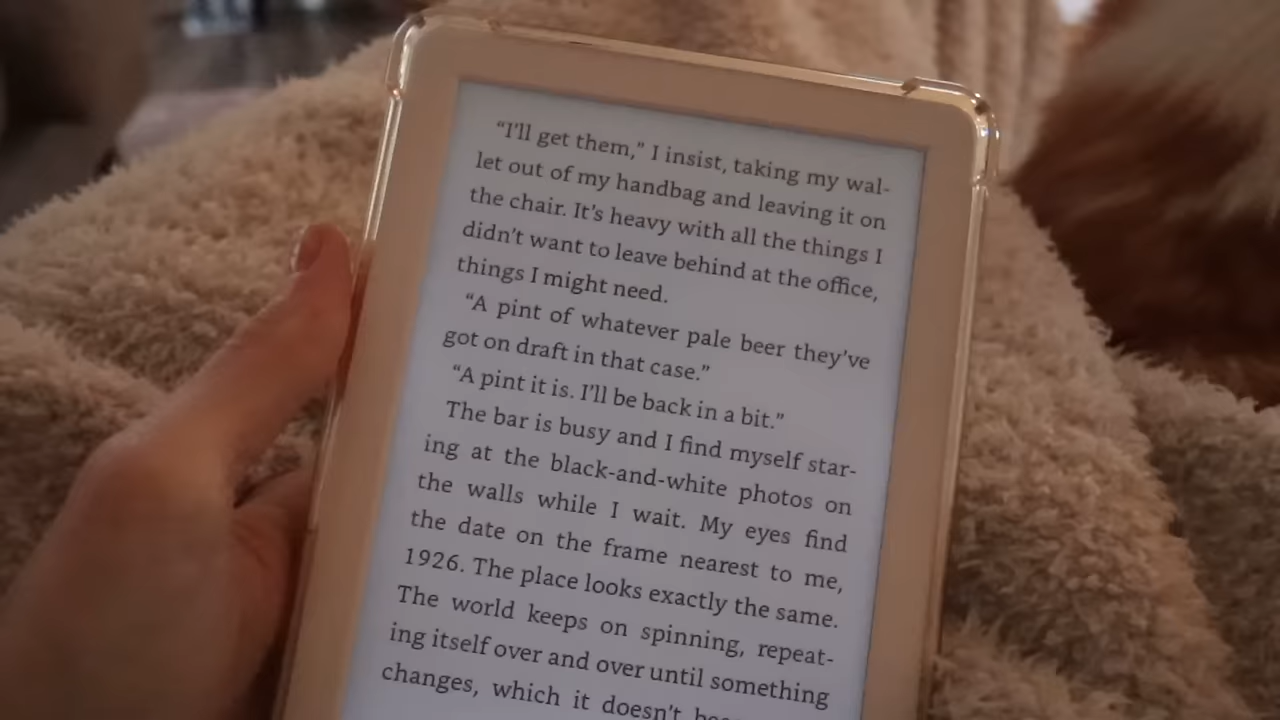 “I’ll get them,” I insist, taking my wal-
let out of my handbag and leaving it on
the chair. It’s heavy with all the things I
didn’t want to leave behind at the office,
things I might need.
“A pint of whatever pale beer they’ve
got on draft in that case.”
“A pint it is. I’ll be back in a bit.”
The bar is busy and I find myself star-
ing at the black-and-white photos on
the walls while I wait. My eyes find
the date on the frame nearest to me,
1926. The place looks exactly the same.
The world keeps on spinning, repeat-
ing itself over and over until something
changes, which it doesn’t